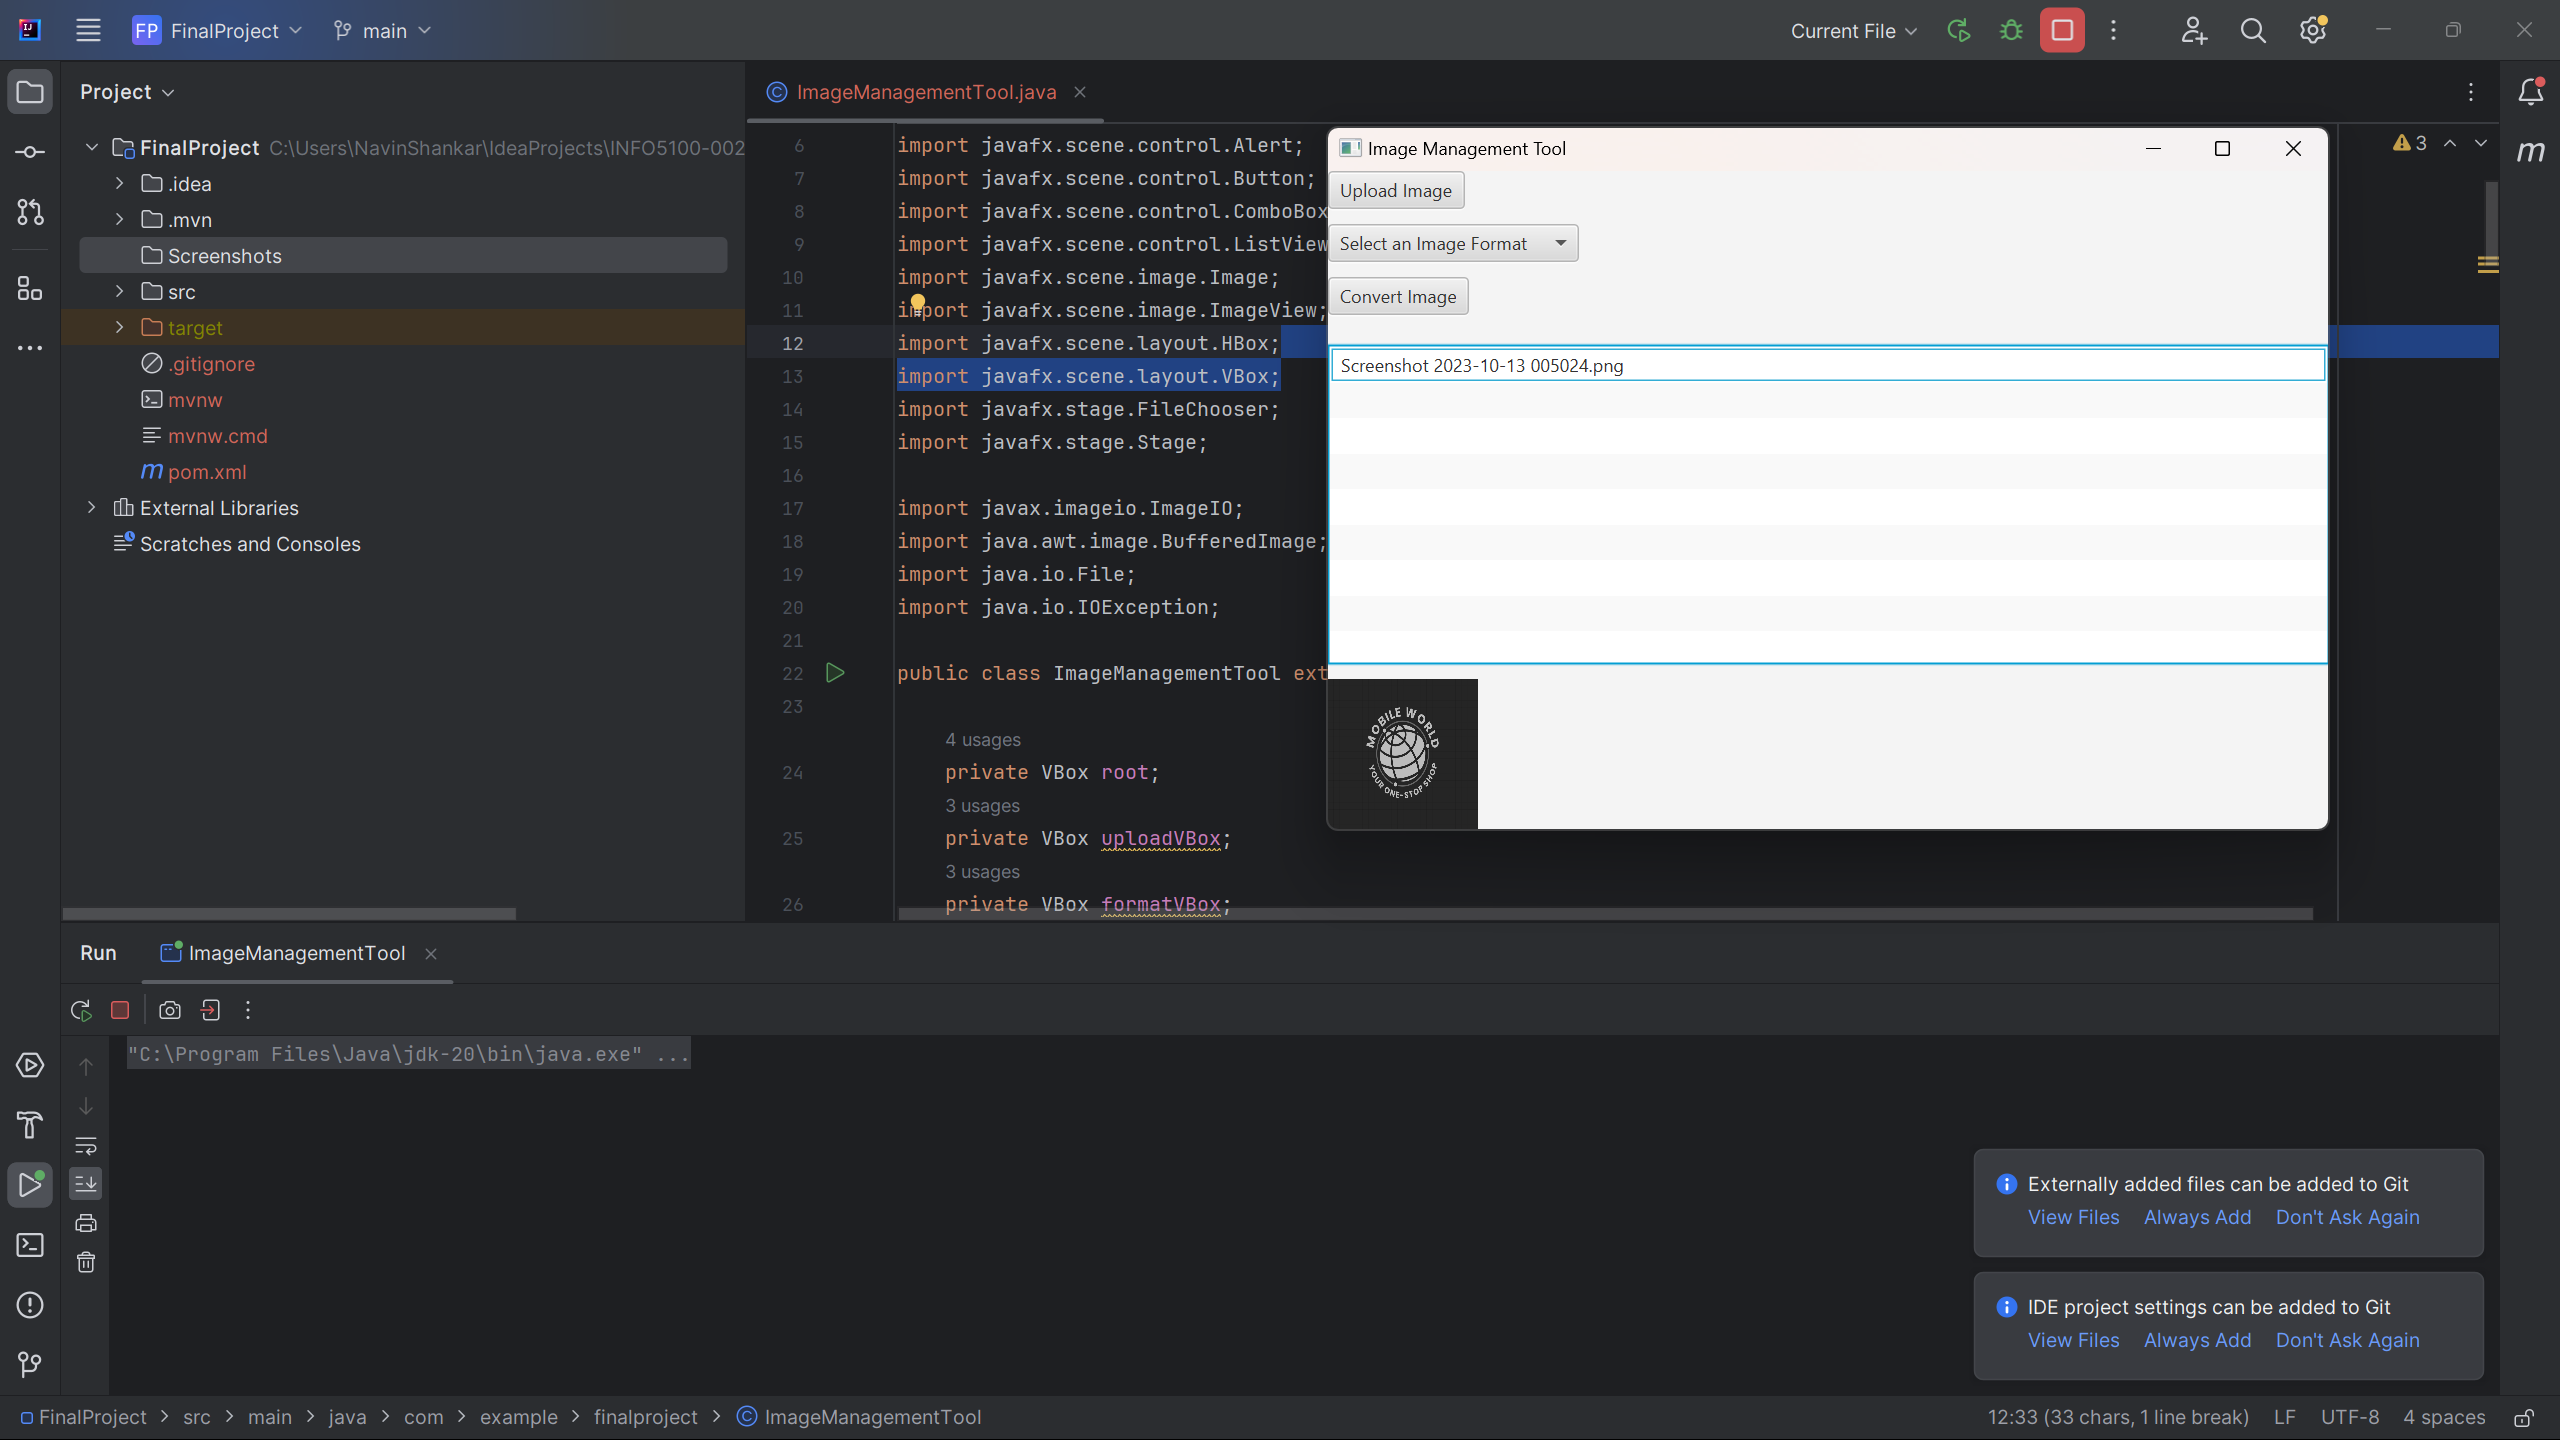 FP FinalProject main
Current File
Project
ImageManagementTool.java
3
m
FinalProject C:\Users\NavinShankar\IdeaProjects\INFO5100-002
.idea
.mvn
Screenshots
src
target
.gitignore
mvnw
mvnw.cmd
m pom.xml
External Libraries
Scratches and Consoles
6 import javafx.scene.control.Alert;
7 import javafx.scene.control.Button;
8 import javafx.scene.control.ComboBox
9 import javafx.scene.control.ListView
10 import javafx.scene.image.Image;
11 import javafx.scene.image.ImageView;
12 import javafx.scene.layout.HBox;
13 import javafx.scene.layout.VBox;
14 import javafx.stage.FileChooser;
15 import javafx.stage.Stage;
16
17 import javax.imageio.ImageIO;
18 import java.awt.image.BufferedImage;
19 import java.io.File;
20 import java.io.IOException;
21
22 public class ImageManagementTool ext
23
4 usages
24 private VBox root;
3 usages
25 private VBox uploadVBox;
3 usages
26 private VBox formatVBox;
Image Management Tool
Upload Image
Select an Image Format
Convert Image
Screenshot 2023-10-13 005024.png
MOBILE WORLD
YOUR ONE-STOP SHOP
Run ImageManagementTool
"C:\Program Files\Java\jdk-20\bin\java.exe" ...
Externally added files can be added to Git
View Files Always Add Don't Ask Again
IDE project settings can be added to Git
View Files Always Add Don't Ask Again
FinalProject > src > main > java > com > example > finalproject > ImageManagementTool
12:33 (33 chars, 1 line break) LF UTF-8 4 spaces